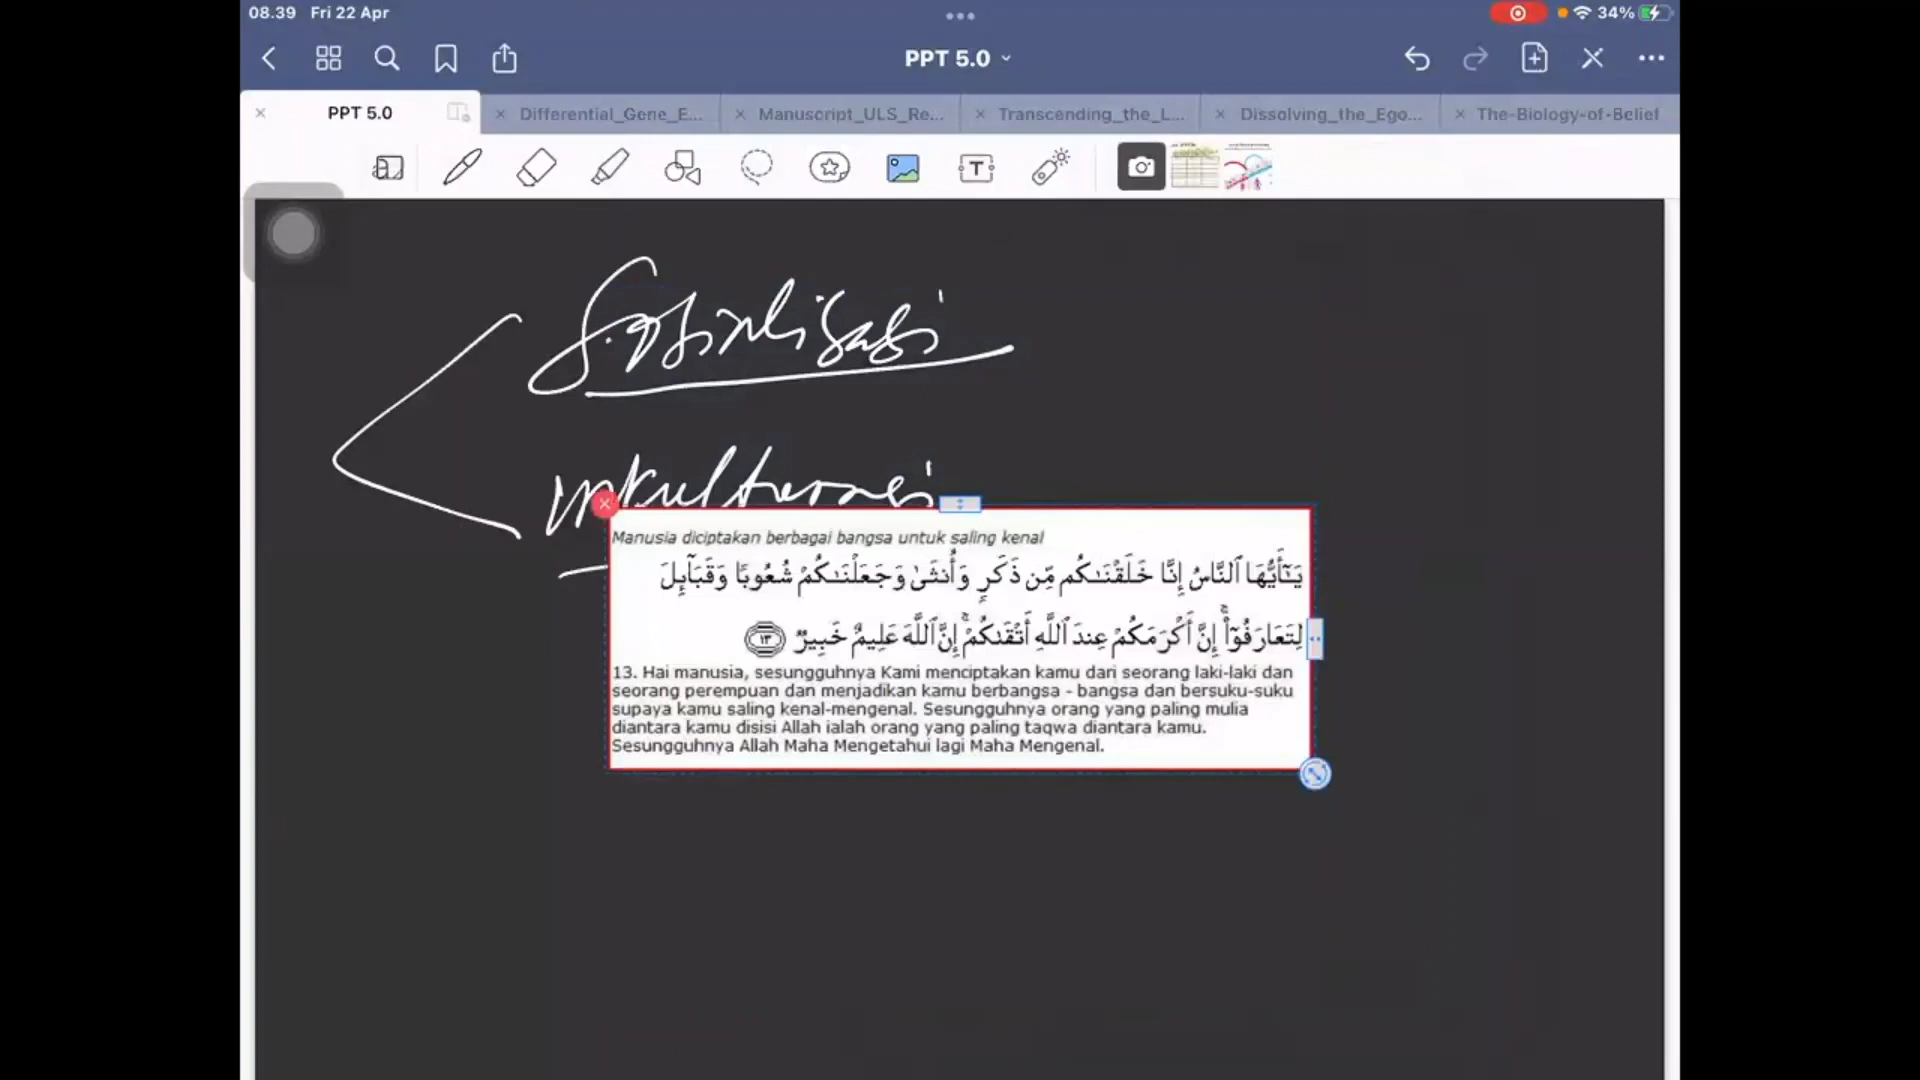 08.39 Fri 22 Apr
34%
PPT 5.0
PPT 5.0
Differential_Gene_E...
Manuscript_ULS_Re...
Transcending_the_L...
Dissolving_the_Ego...
The-Biology-of-Belief
Sosialisasi
inkulturasi
Manusia diciptakan berbagai bangsa untuk saling kenal
يَـٰٓأَيُّهَا ٱلنَّاسُ إِنَّا خَلَقْنَـٰكُم مِّن ذَكَرٍ وَأُنثَىٰ وَجَعَلْنَـٰكُمْ شُعُوبًا وَقَبَآئِلَ
لِتَعَارَفُوٓا۟ ۚ إِنَّ أَكْرَمَكُمْ عِندَ ٱللَّهِ أَتْقَىٰكُمْ ۚ إِنَّ ٱللَّهَ عَلِيمٌ خَبِيرٌ ١٣
13. Hai manusia, sesungguhnya Kami menciptakan kamu dari seorang laki-laki dan
seorang perempuan dan menjadikan kamu berbangsa - bangsa dan bersuku-suku
supaya kamu saling kenal-mengenal. Sesungguhnya orang yang paling mulia
diantara kamu disisi Allah ialah orang yang paling taqwa diantara kamu.
Sesungguhnya Allah Maha Mengetahui lagi Maha Mengenal.